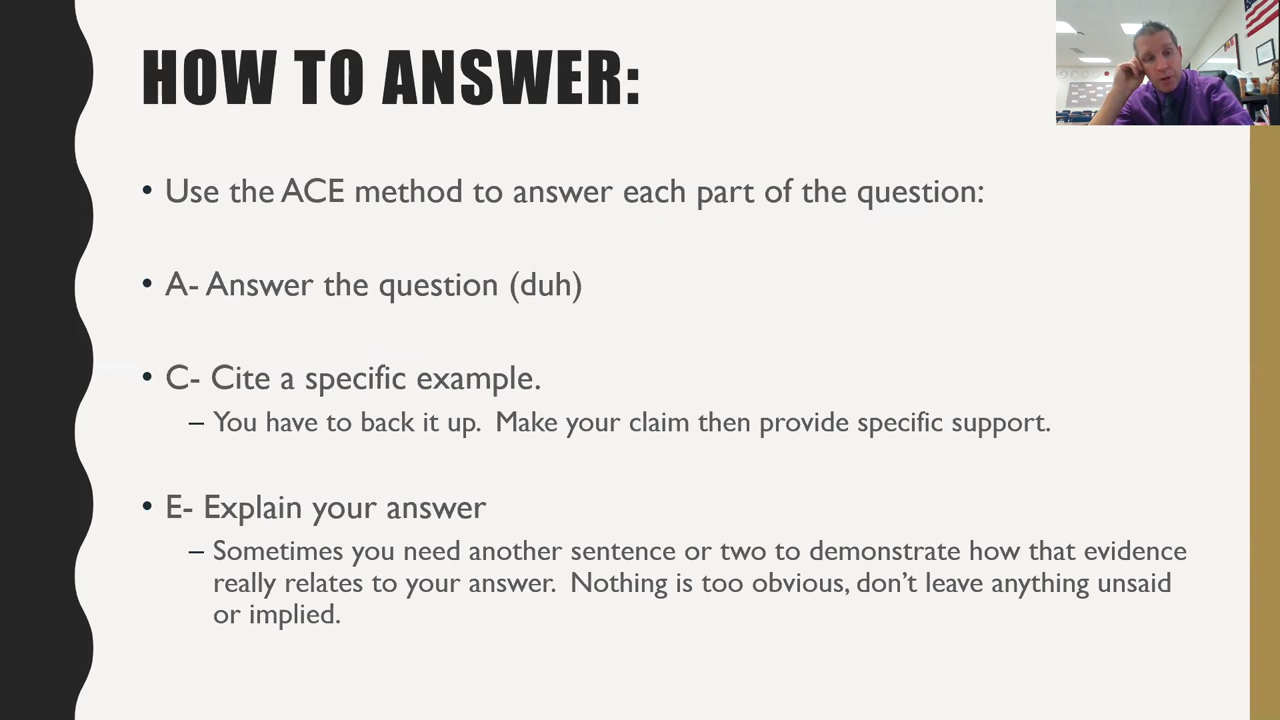 HOW TO ANSWER:
• Use the ACE method to answer each part of the question:
• A- Answer the question (duh)
• C- Cite a specific example.
– You have to back it up.  Make your claim then provide specific support.
• E- Explain your answer
– Sometimes you need another sentence or two to demonstrate how that evidence
really relates to your answer.  Nothing is too obvious, don’t leave anything unsaid
or implied.